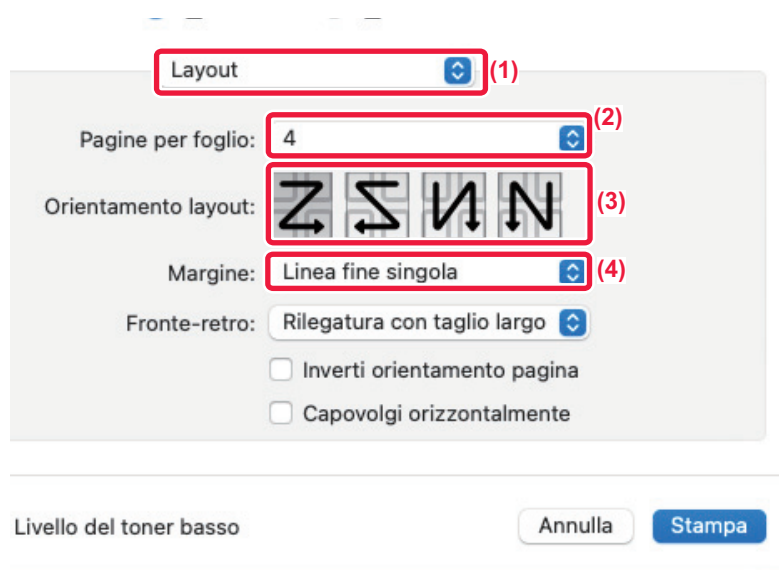 Layout (1)
(2)
Pagine per foglio: 4
Orientamento layout: (3)
Margine: Linea fine singola (4)
Fronte-retro: Rilegatura con taglio largo
Inverti orientamento pagina
Capovolgi orizzontalmente
Livello del toner basso Annulla Stampa